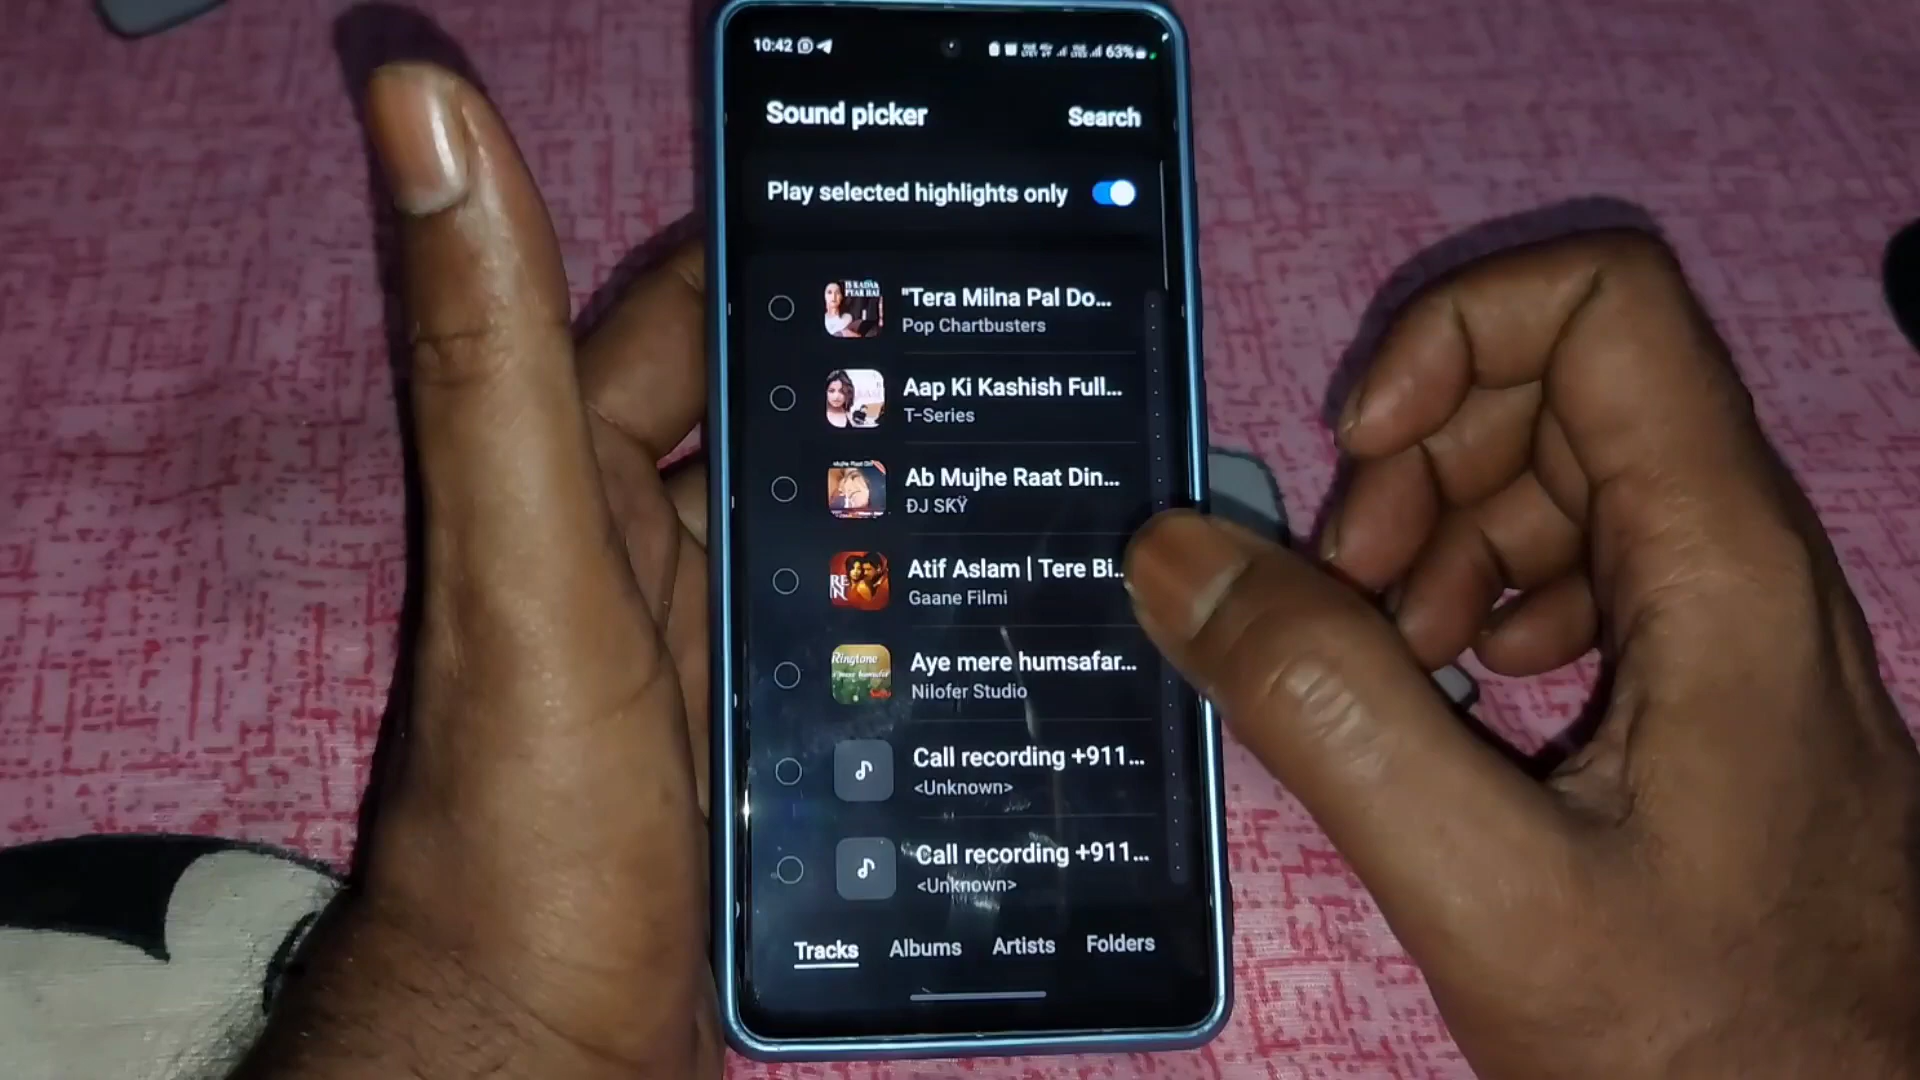 10:42
63%
Sound picker
Search
Play selected highlights only
"Tera Milna Pal Do...
Pop Chartbusters
Aap Ki Kashish Full...
T-Series
Ab Mujhe Raat Din...
ĐJ SKŸ
Atif Aslam | Tere Bi...
Gaane Filmi
Ringtone
Aye mere humsafar...
Nilofer Studio
Call recording +911...
<Unknown>
Call recording +911...
<Unknown>
Tracks
Albums
Artists
Folders